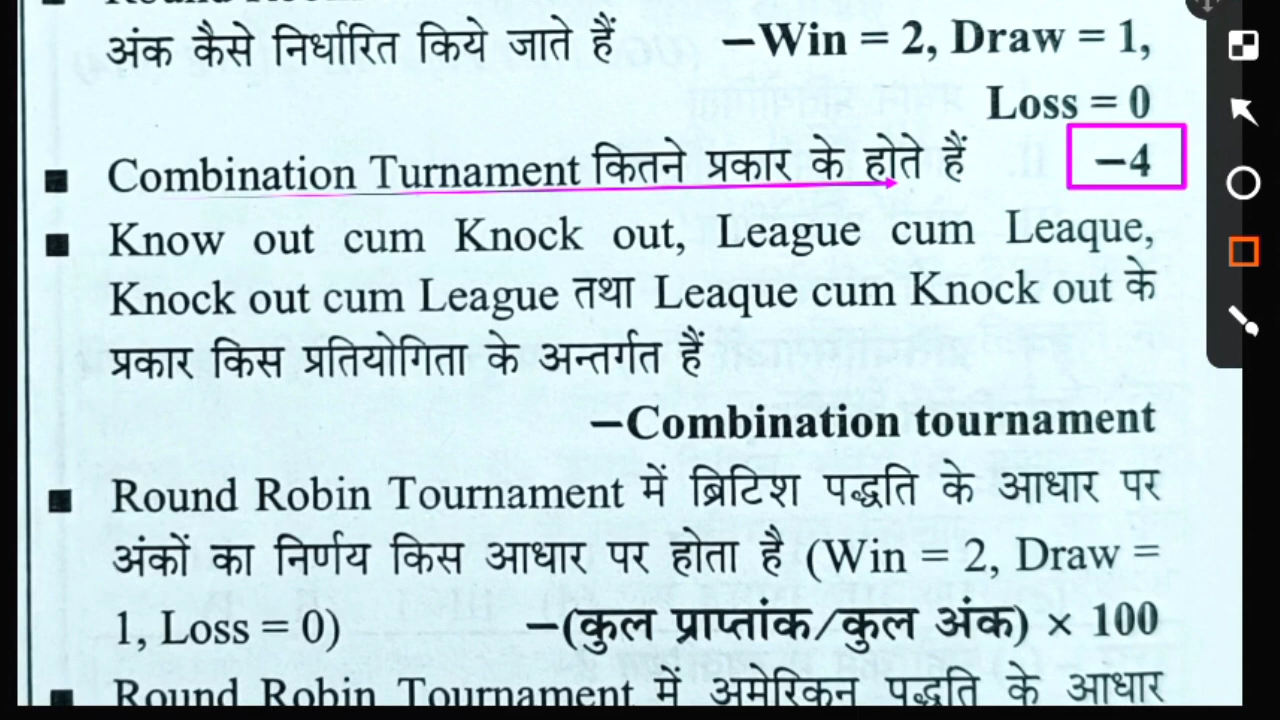 अंक कैसे निर्धारित किये जाते हैं –Win = 2, Draw = 1,
Loss = 0
Combination Turnament कितने प्रकार के होते हैं –4
Know out cum Knock out, League cum Leaque,
Knock out cum League तथा Leaque cum Knock out के
प्रकार किस प्रतियोगिता के अन्तर्गत हैं
–Combination tournament
Round Robin Tournament में ब्रिटिश पद्धति के आधार पर
अंकों का निर्णय किस आधार पर होता है (Win = 2, Draw =
1, Loss = 0) –(कुल प्राप्तांक/कुल अंक) × 100
Round Robin Tournament में अमेरिकन पद्धति के आधार